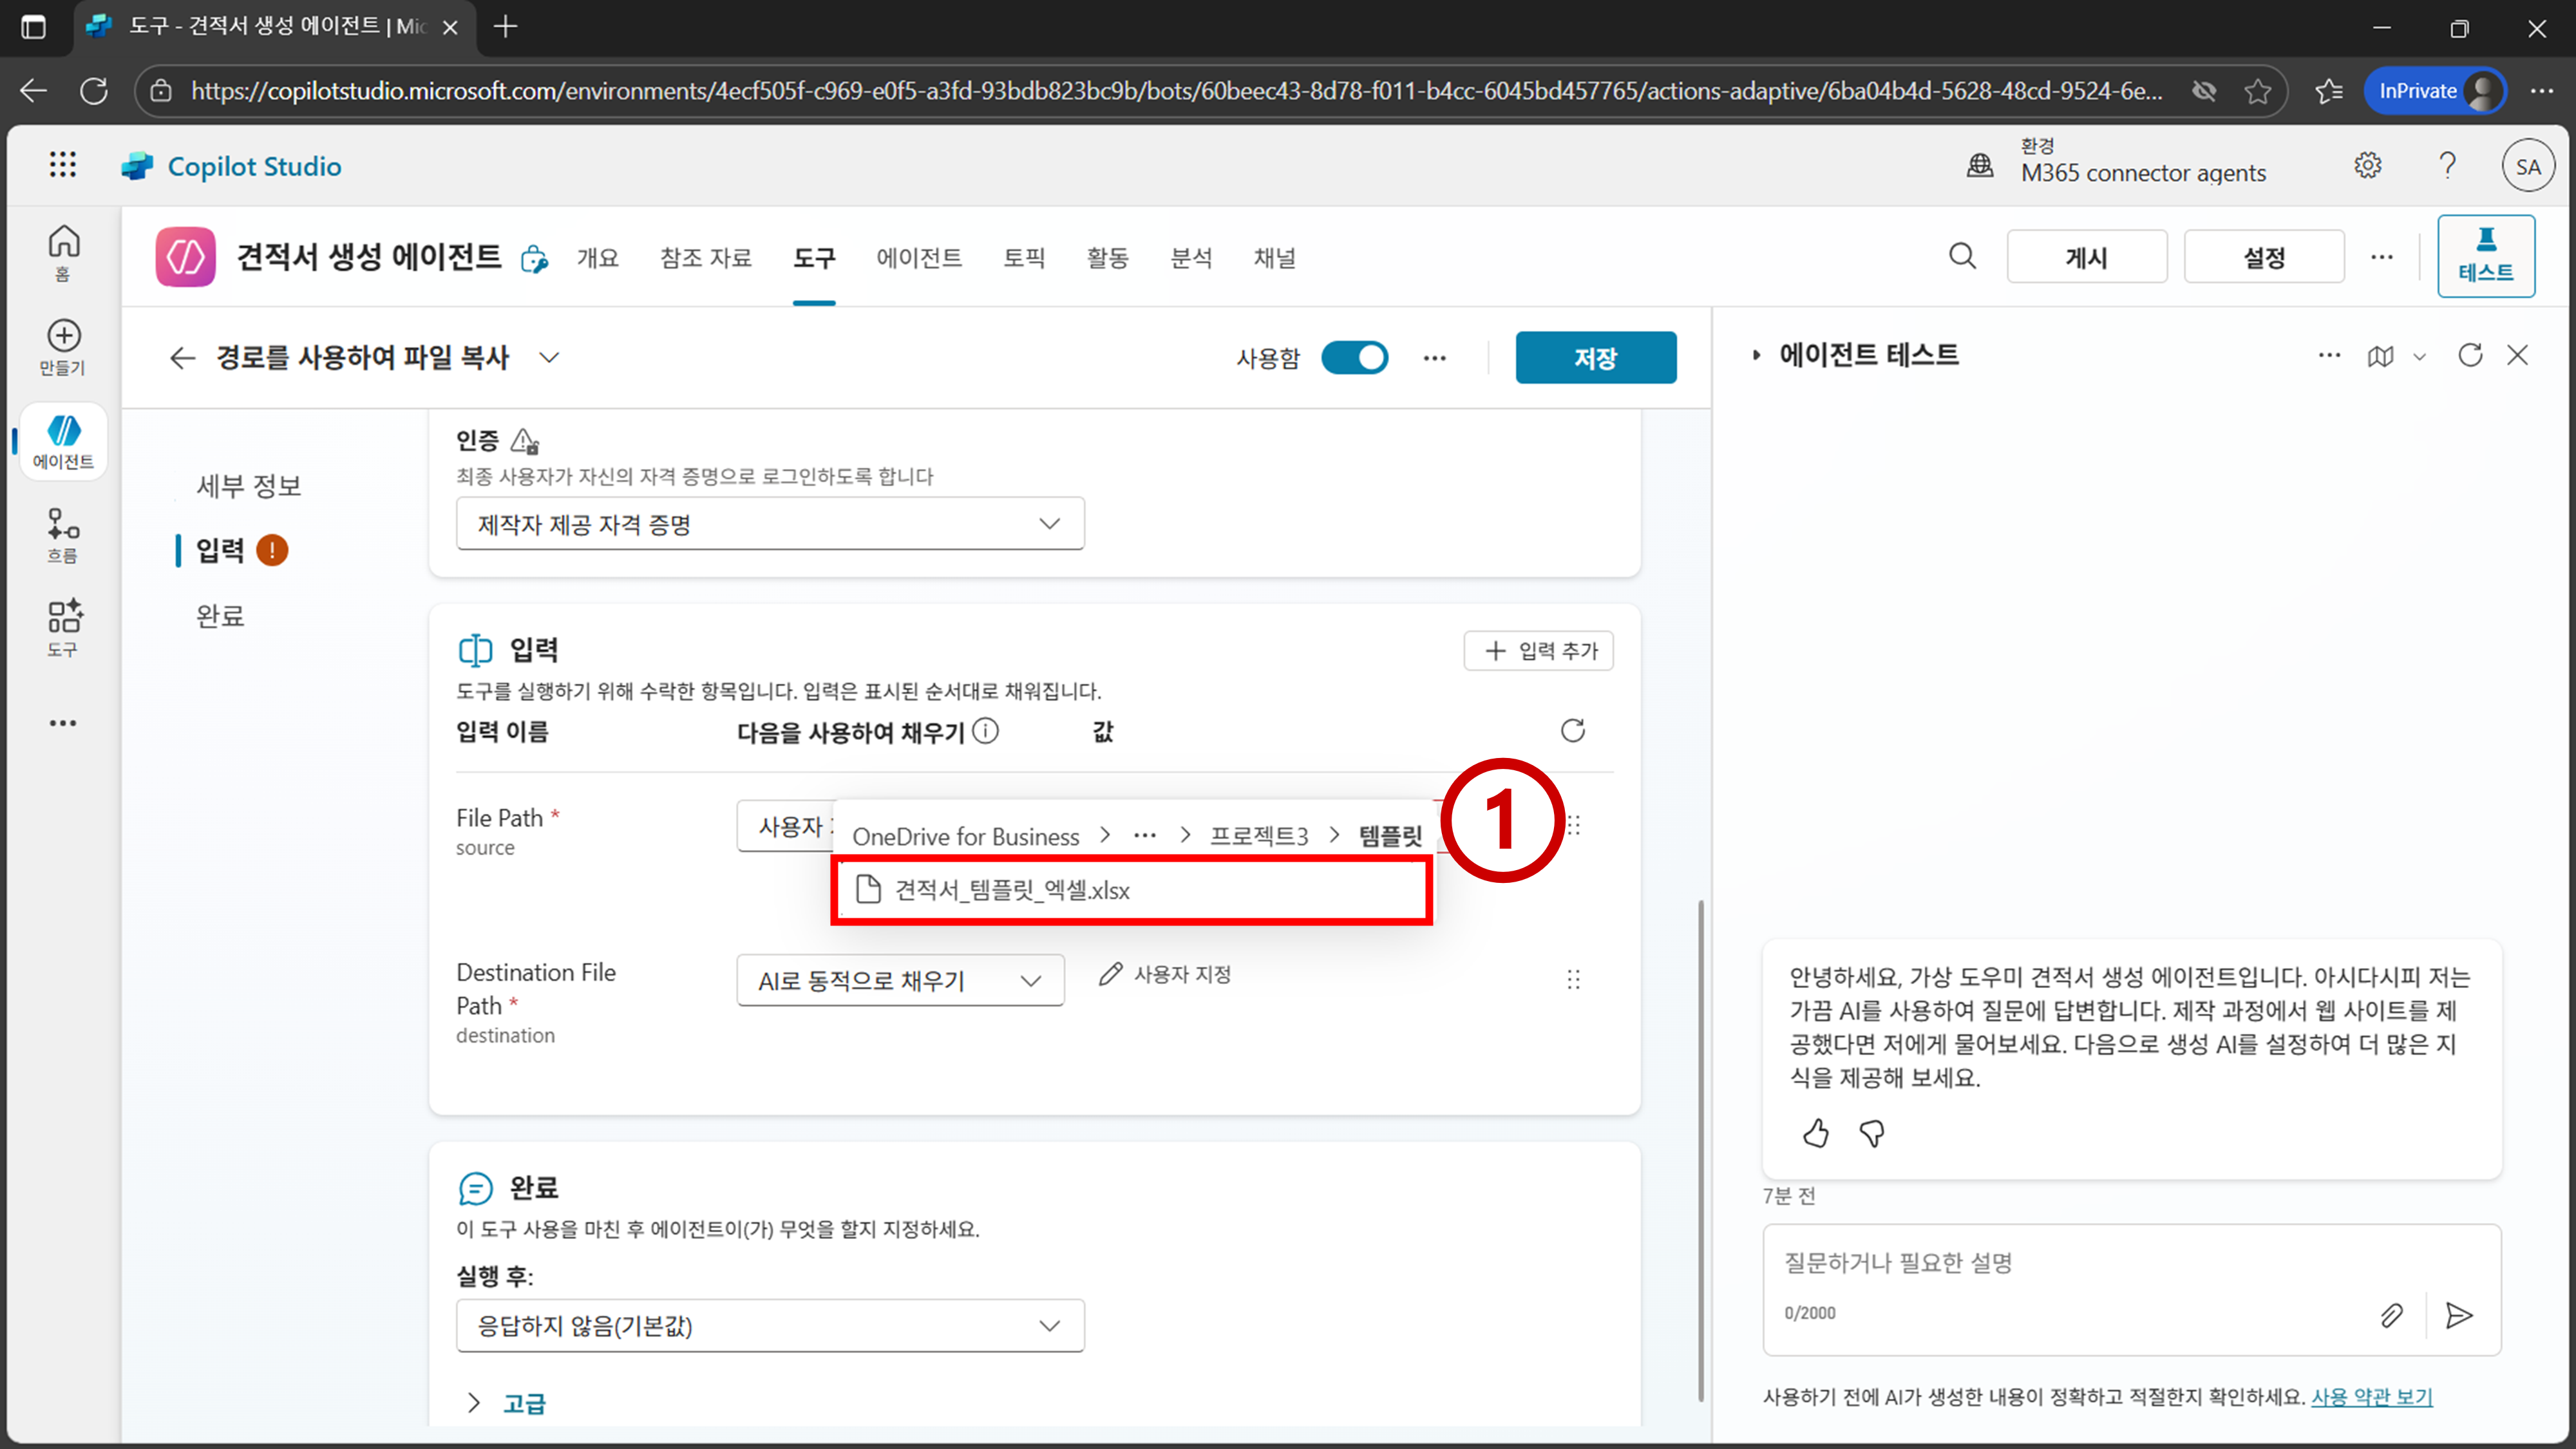 도구 - 견적서 생성 에이전트 | Mic
https://copilotstudio.microsoft.com/environments/4ecf505f-c969-e0f5-a3fd-93bdb823bc9b/bots/60beec43-8d78-f011-b4cc-6045bd457765/actions-adaptive/6ba04b4d-5628-48cd-9524-6e...
InPrivate
Copilot Studio
환경
M365 connector agents
SA
홈
만들기
에이전트
흐름
도구
견적서 생성 에이전트
개요
참조 자료
도구
에이전트
토픽
활동
분석
채널
게시
설정
테스트
경로를 사용하여 파일 복사
사용함
저장
세부 정보
입력
완료
인증
최종 사용자가 자신의 자격 증명으로 로그인하도록 합니다
제작자 제공 자격 증명
입력
입력 추가
도구를 실행하기 위해 수락한 항목입니다. 입력은 표시된 순서대로 채워집니다.
입력 이름
다음을 사용하여 채우기
값
File Path *
source
사용자
OneDrive for Business > ··· > 프로젝트3 > 템플릿
1
견적서_템플릿_엑셀.xlsx
Destination File
Path *
destination
AI로 동적으로 채우기
사용자 지정
완료
이 도구 사용을 마친 후 에이전트이(가) 무엇을 할지 지정하세요.
실행 후:
응답하지 않음(기본값)
고급
에이전트 테스트
안녕하세요, 가상 도우미 견적서 생성 에이전트입니다. 아시다시피 저는
가끔 AI를 사용하여 질문에 답변합니다. 제작 과정에서 웹 사이트를 제
공했다면 저에게 물어보세요. 다음으로 생성 AI를 설정하여 더 많은 지
식을 제공해 보세요.
7분 전
질문하거나 필요한 설명
0/2000
사용하기 전에 AI가 생성한 내용이 정확하고 적절한지 확인하세요. 사용 약관 보기